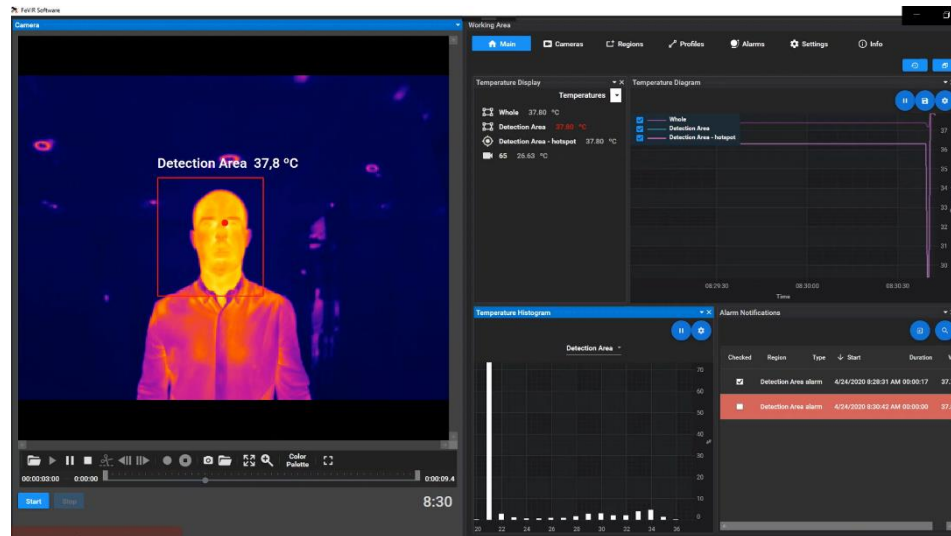 FeVIR Software
Camera
Working Area
Main
Cameras
Regions
Profiles
Alarms
Settings
Info
Temperature Display
Temperatures
Whole 37.80 °C
Detection Area 37.80 °C
Detection Area - hotspot 37.80 °C
65 26.63 °C
Temperature Diagram
Whole
Detection Area
Detection Area - hotspot
37
36
35
34
33
32
31
30
08:29:30
08:30:00
08:30:30
Time
Detection Area 37,8 °C
Color
Palette
00:00:03:00
0:00:00
0:00:09.4
Start
Stop
8:30
Temperature Histogram
Detection Area
70
60
50
40
30
20
10
0
%
20 22 24 26 28 30 32 34 36
Alarm Notifications
Checked Region Type Start Duration
Detection Area alarm 4/24/2020 8:28:31 AM 00:00:17 37.
Detection Area alarm 4/24/2020 8:30:42 AM 00:00:00 37.